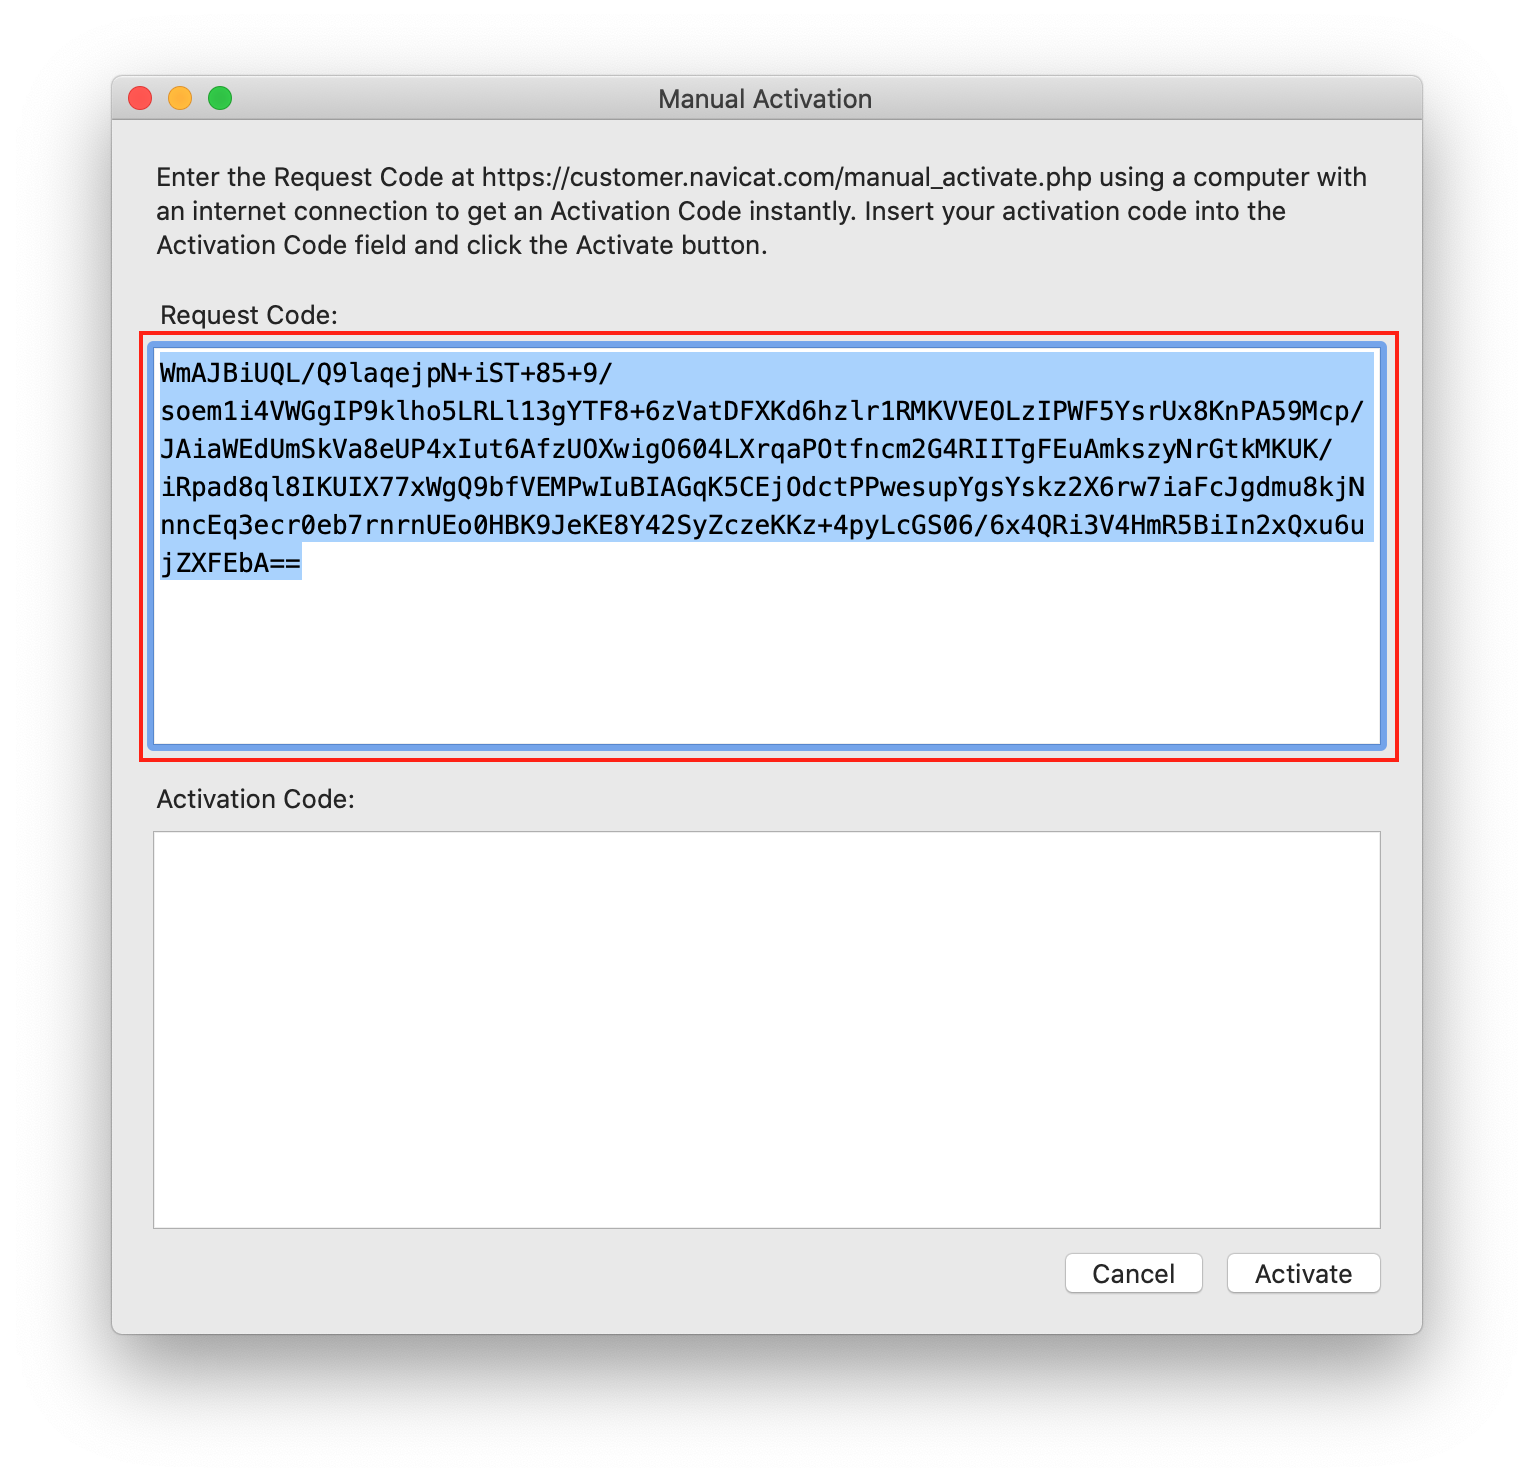 Manual Activation
Enter the Request Code at https://customer.navicat.com/manual_activate.php using a computer with
an internet connection to get an Activation Code instantly. Insert your activation code into the
Activation Code field and click the Activate button.
Request Code:
WmAJBiUQL/Q9laqejpN+iST+85+9/
soem1i4VWGgIP9klho5LRLl13gYTF8+6zVatDFXKd6hzlr1RMKVVEOLzIPWF5YsrUx8KnPA59Mcp/
JAiaWEdUmSkVa8eUP4xIut6AfzUOXwigO604LXrqaPOtfncm2G4RIITgFEuAmkszyNrGtkMKUK/
iRpad8ql8IKUIX77xWgQ9bfVEMPwIuBIAGqK5CEjOdctPPwesupYgsYskz2X6rw7iaFcJgdmu8kjN
nncEq3ecr0eb7rnrnUEo0HBK9JeKE8Y42SyZczeKKz+4pyLcGS06/6x4QRi3V4HmR5BiIn2xQxu6u
jZXFEbA==
Activation Code:
Cancel
Activate